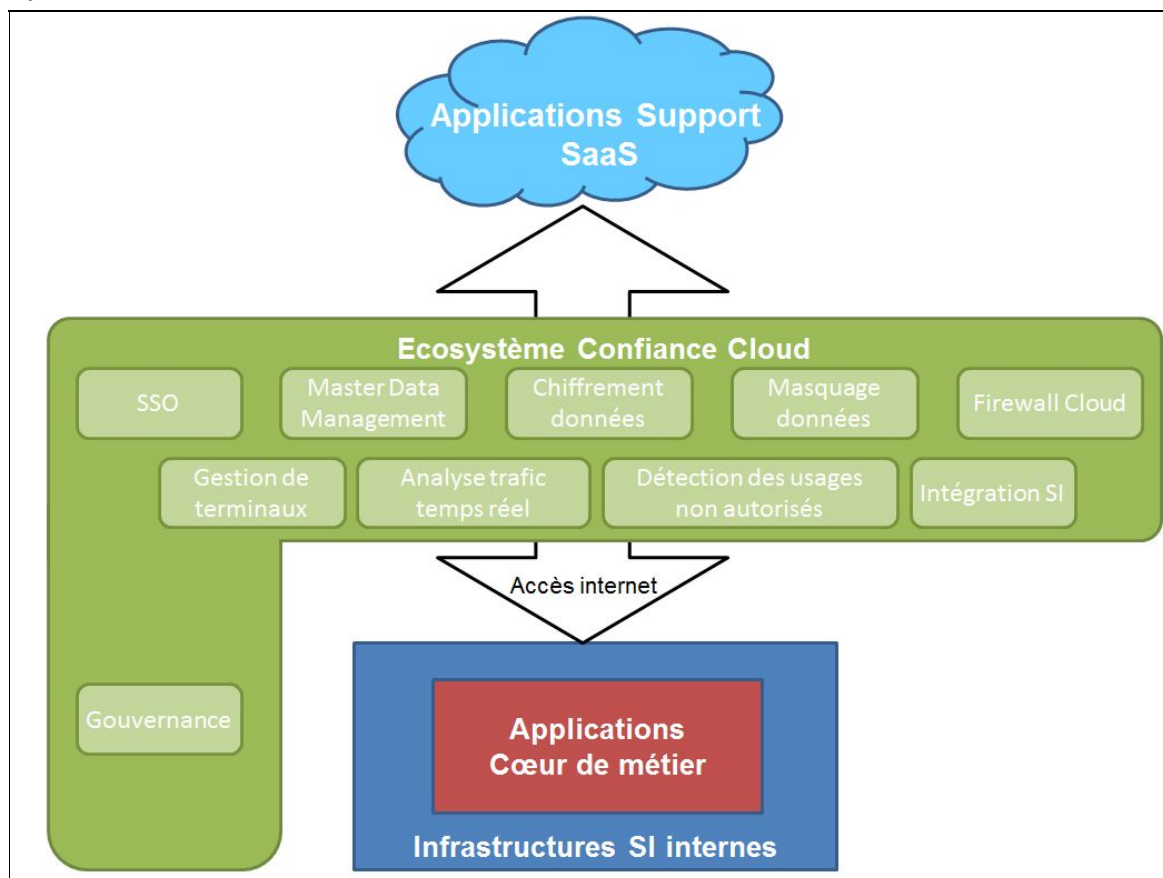 Applications Support
SaaS
Ecosystème Confiance Cloud
SSO
Master Data
Management
Chiffrement
données
Masquage
données
Firewall Cloud
Gestion de
terminaux
Analyse trafic
temps réel
Détection des usages
non autorisés
Intégration SI
Accès internet
Gouvernance
Applications
Cœur de métier
Infrastructures SI internes